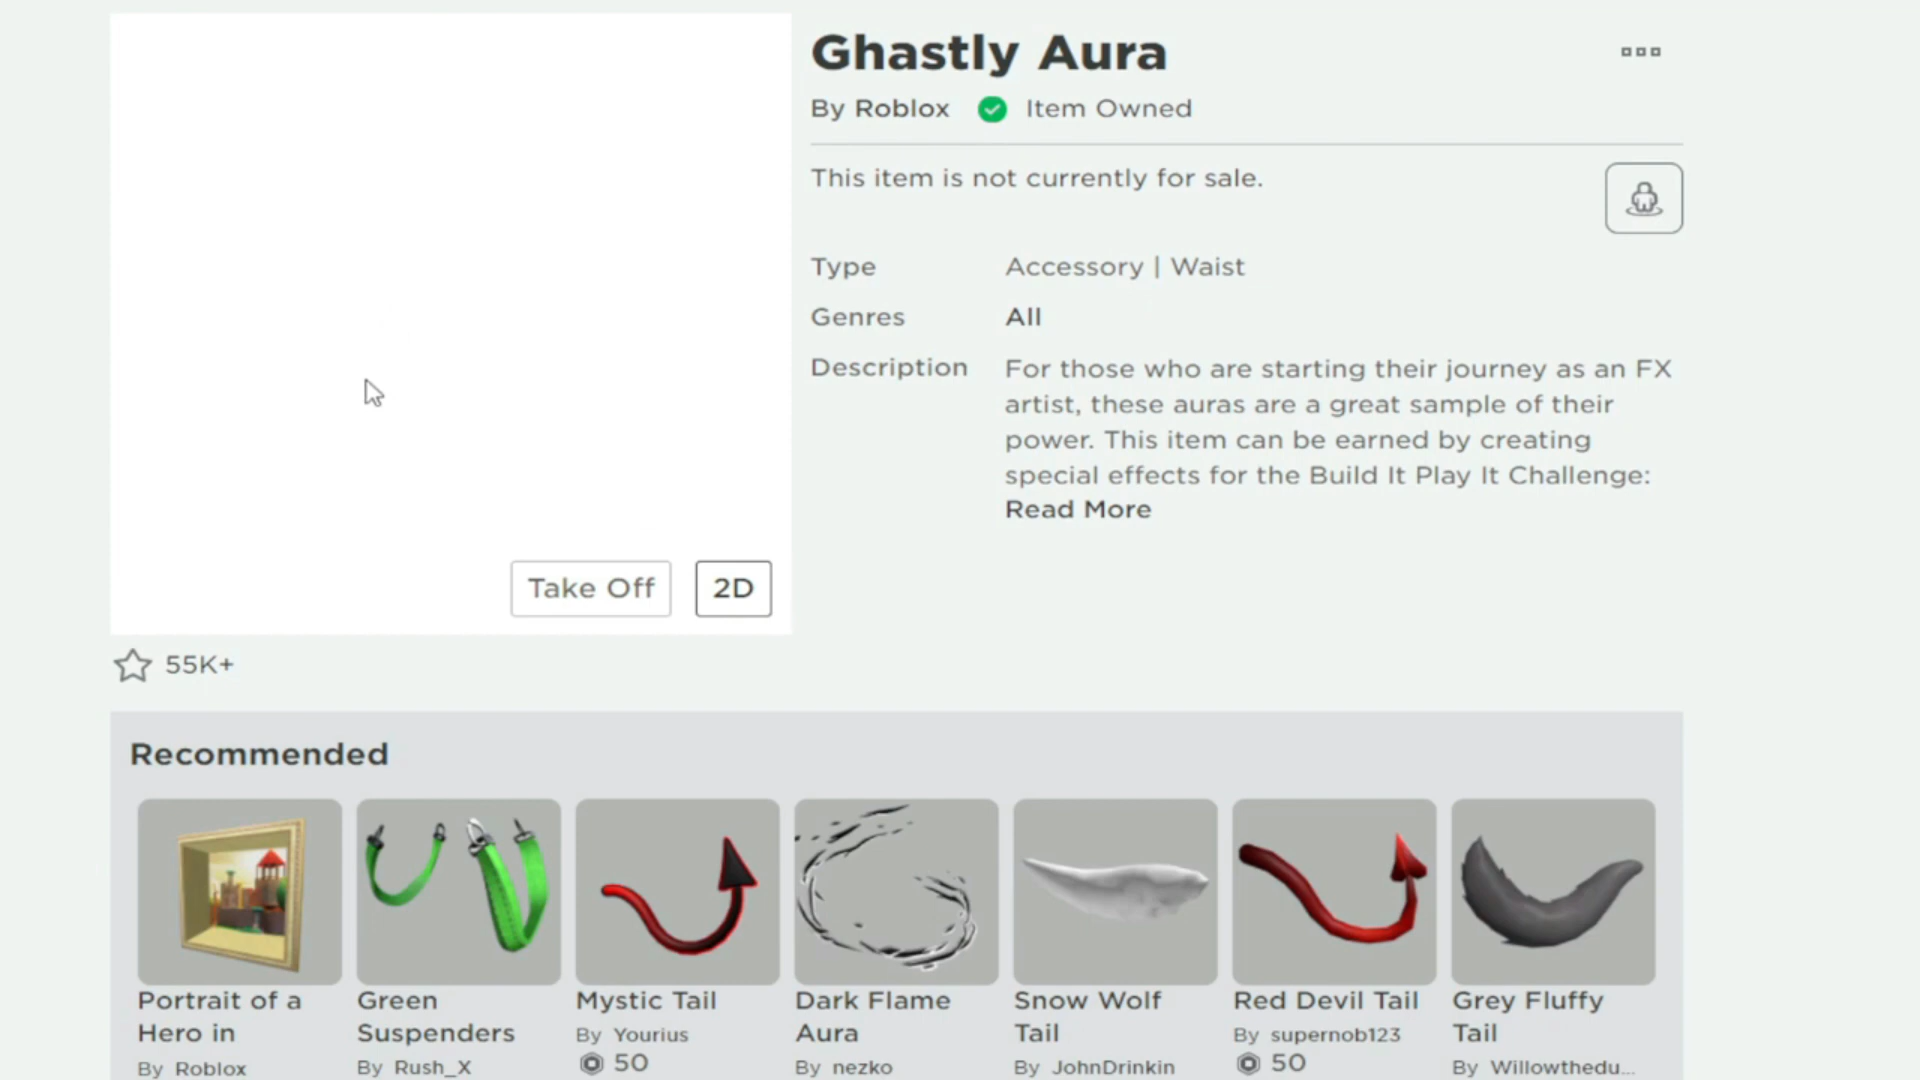 Ghastly Aura
By Roblox Item Owned
This item is not currently for sale.
Type Accessory | Waist
Genres All
Description For those who are starting their journey as an FX
artist, these auras are a great sample of their
power. This item can be earned by creating
special effects for the Build It Play It Challenge:
Read More
Take Off 2D
55K+
Recommended
Portrait of a
Hero in
By Roblox
Green
Suspenders
By Rush_X
Mystic Tail
By Yourius
50
Dark Flame
Aura
By nezko
Snow Wolf
Tail
By JohnDrinkin
Red Devil Tail
By supernob123
50
Grey Fluffy
Tail
By Willowthedu...